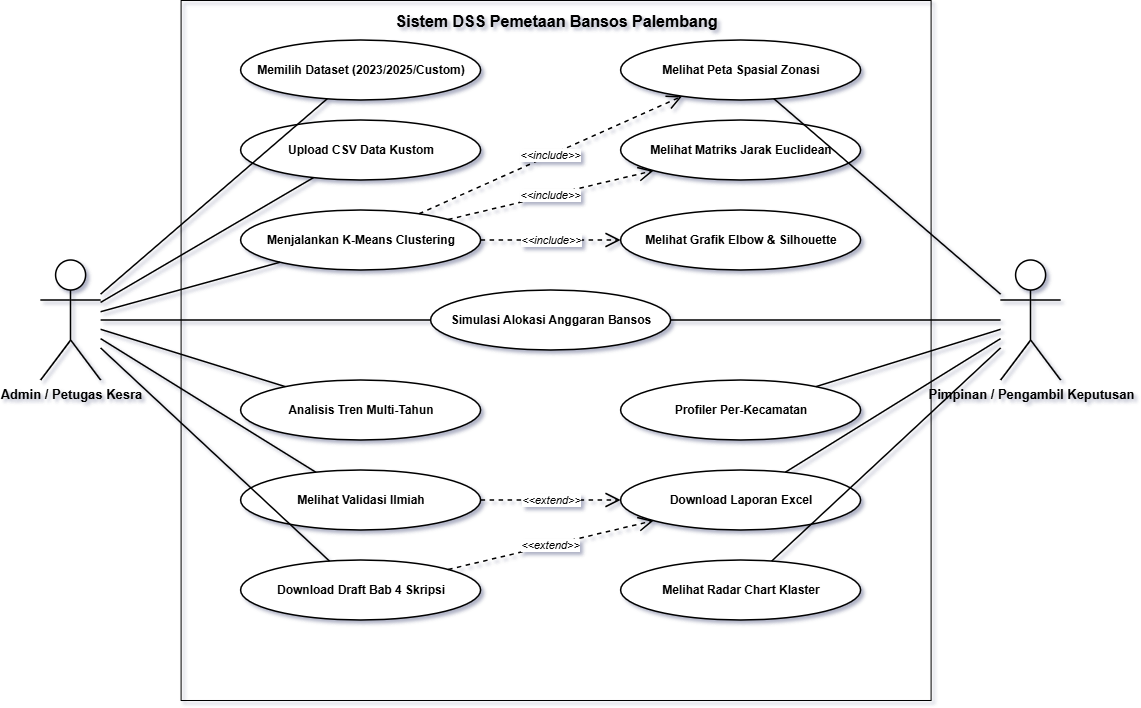 Sistem DSS Pemetaan Bansos Palembang
Memilih Dataset (2023/2025/Custom)
Melihat Peta Spasial Zonasi
Upload CSV Data Kustom
<<include>>
Melihat Matriks Jarak Euclidean
<<include>>
Menjalankan K-Means Clustering
<<include>>
Melihat Grafik Elbow & Silhouette
Simulasi Alokasi Anggaran Bansos
Admin / Petugas Kesra
Pimpinan / Pengambil Keputusan
Analisis Tren Multi-Tahun
Profiler Per-Kecamatan
Melihat Validasi Ilmiah
<<extend>>
Download Laporan Excel
<<extend>>
Download Draft Bab 4 Skripsi
Melihat Radar Chart Klaster